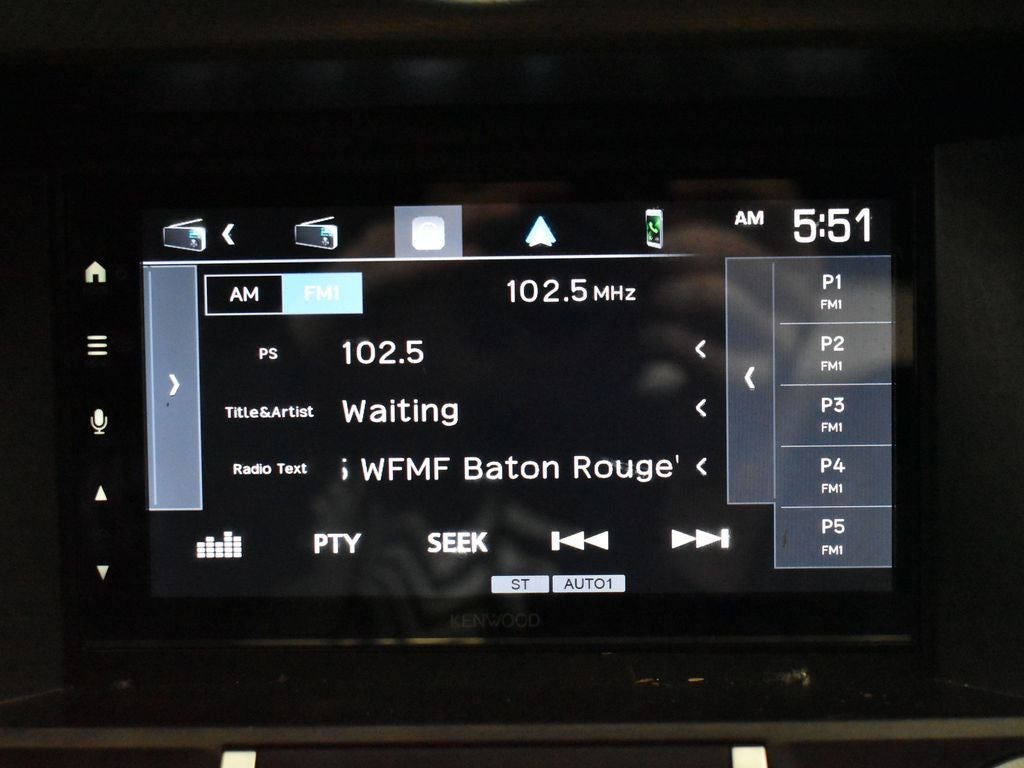 AM 5:51
AM FM1 102.5 MHz
PS 102.5
Title&Artist Waiting
Radio Text WFMF Baton Rouge'
P1
FM1
P2
FM1
P3
FM1
P4
FM1
P5
FM1
PTY SEEK
ST AUTO1
KENWOOD